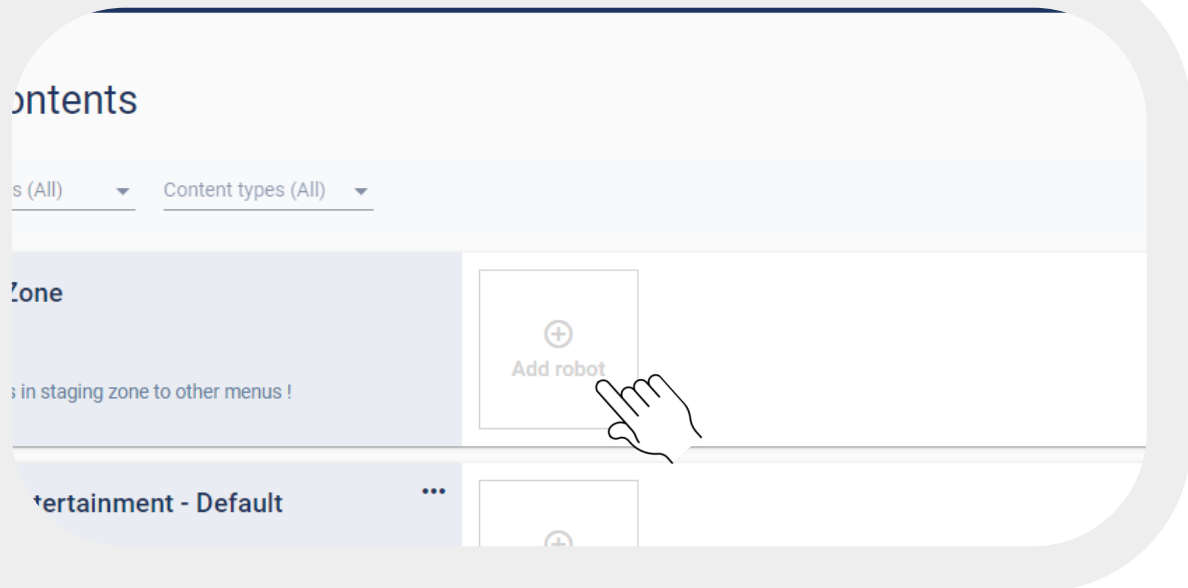 ontents
s (All)
Content types (All)
Zone
Add robot
s in staging zone to other menus !
tertainment - Default